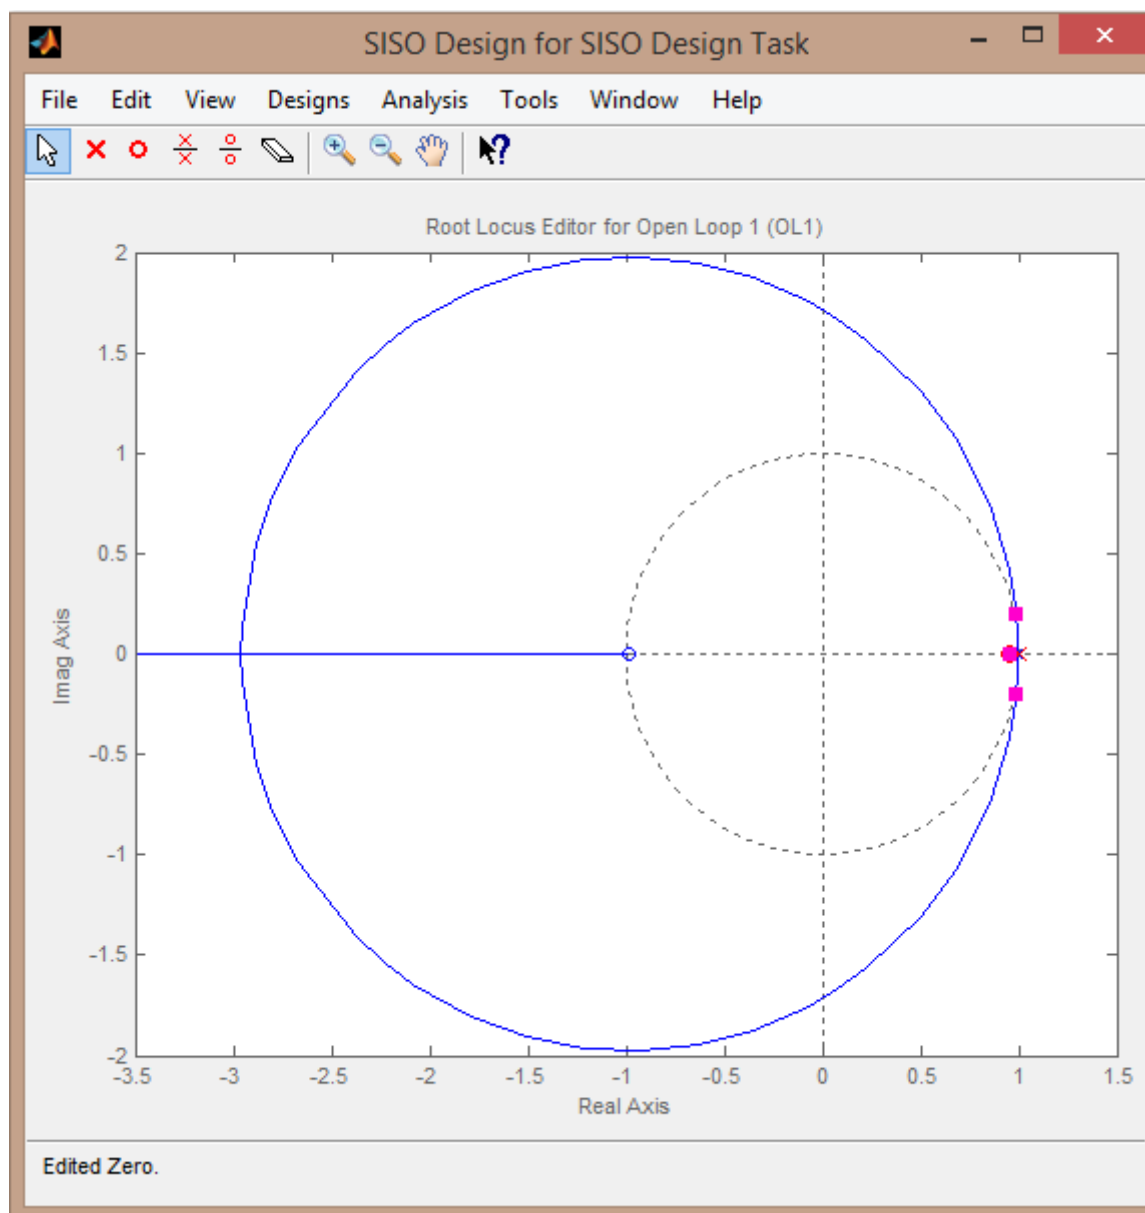 SISO Design for SISO Design Task
File Edit View Designs Analysis Tools Window Help
Root Locus Editor for Open Loop 1 (OL1)
2
1.5
1
0.5
0
-0.5
-1
-1.5
-2
Imag Axis
-3.5 -3 -2.5 -2 -1.5 -1 -0.5 0 0.5 1 1.5
Real Axis
Edited Zero.